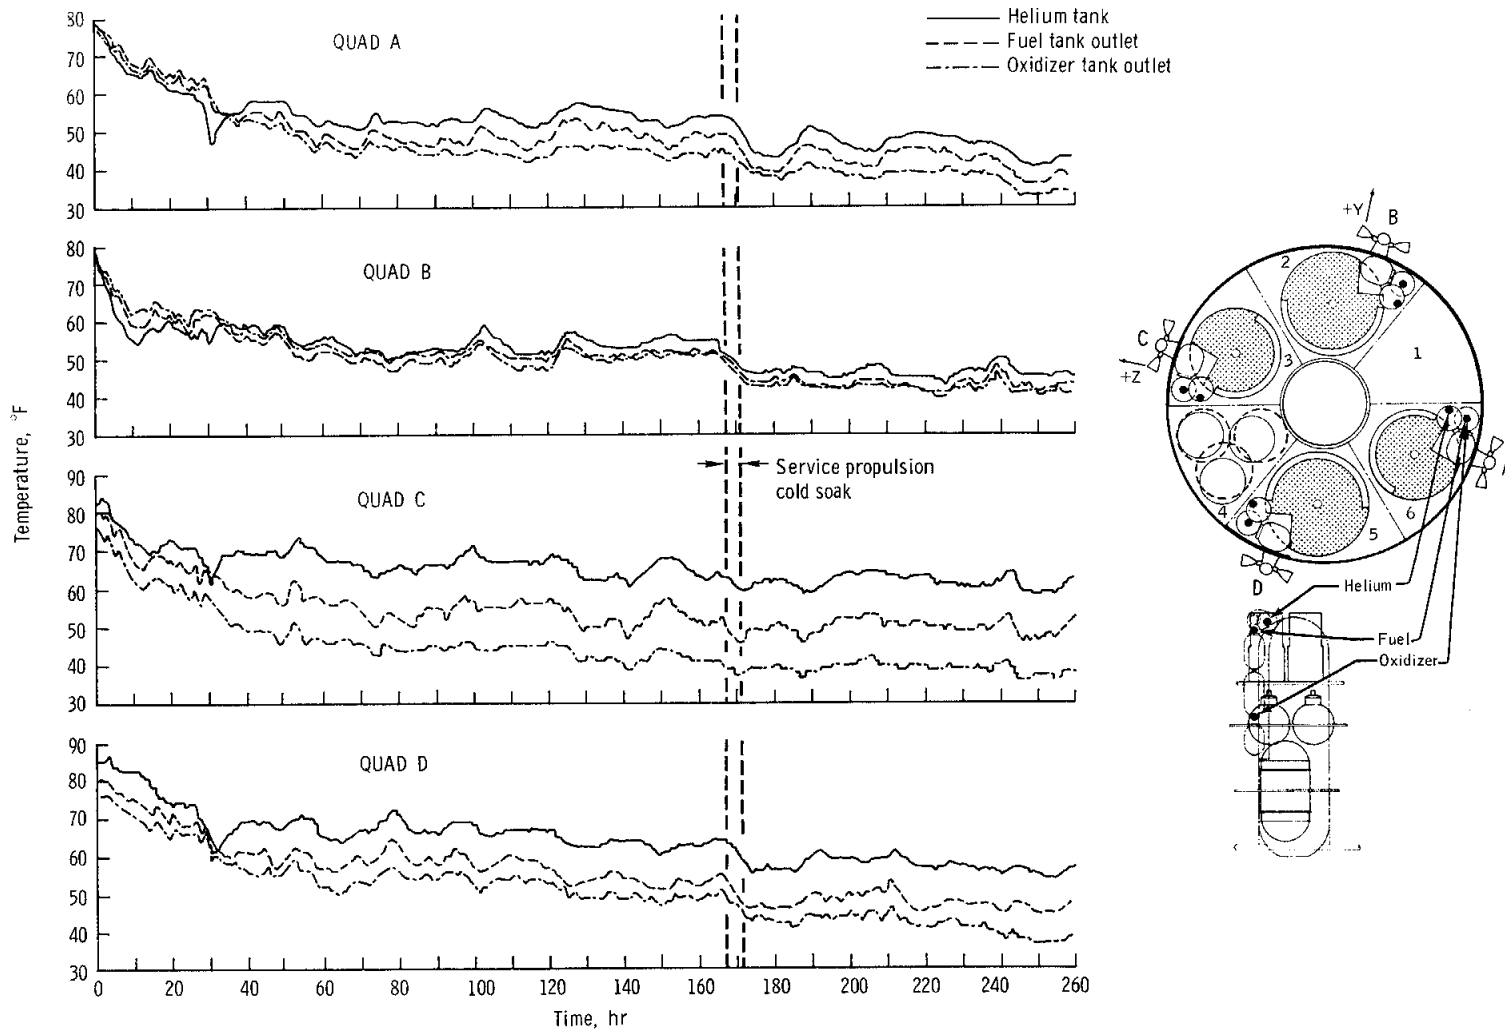 Helium tank
Fuel tank outlet
Oxidizer tank outlet
QUAD A
80
70
60
50
40
30
QUAD B
80
70
60
50
40
30
Temperature, °F
Service propulsion
cold soak
QUAD C
90
80
70
60
50
40
30
QUAD D
90
80
70
60
50
40
30
0 20 40 60 80 100 120 140 160 180 200 220 240 260
Time, hr
+Y
B
2
C
+Z
3
1
4
5
6
D
Helium
Fuel
Oxidizer